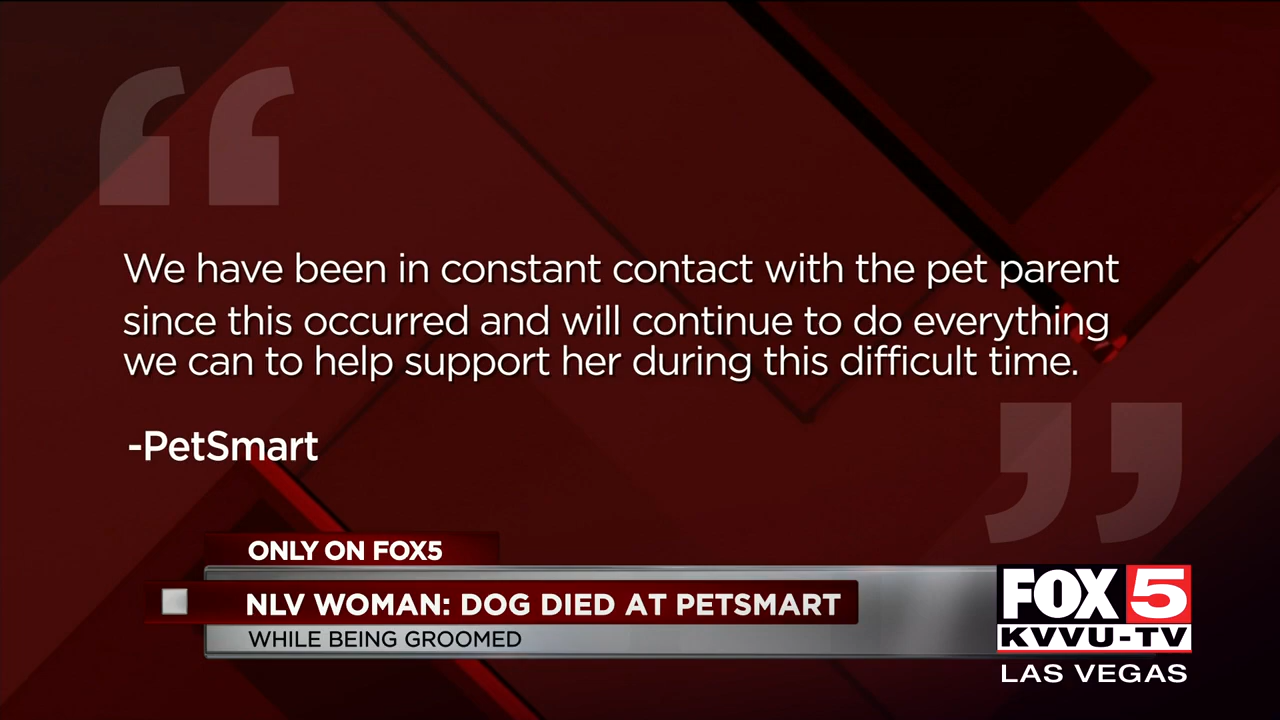 We have been in constant contact with the pet parent
since this occurred and will continue to do everything
we can to help support her during this difficult time.
-PetSmart
ONLY ON FOX5
NLV WOMAN: DOG DIED AT PETSMART
WHILE BEING GROOMED
FOX 5
KVVU-TV
LAS VEGAS